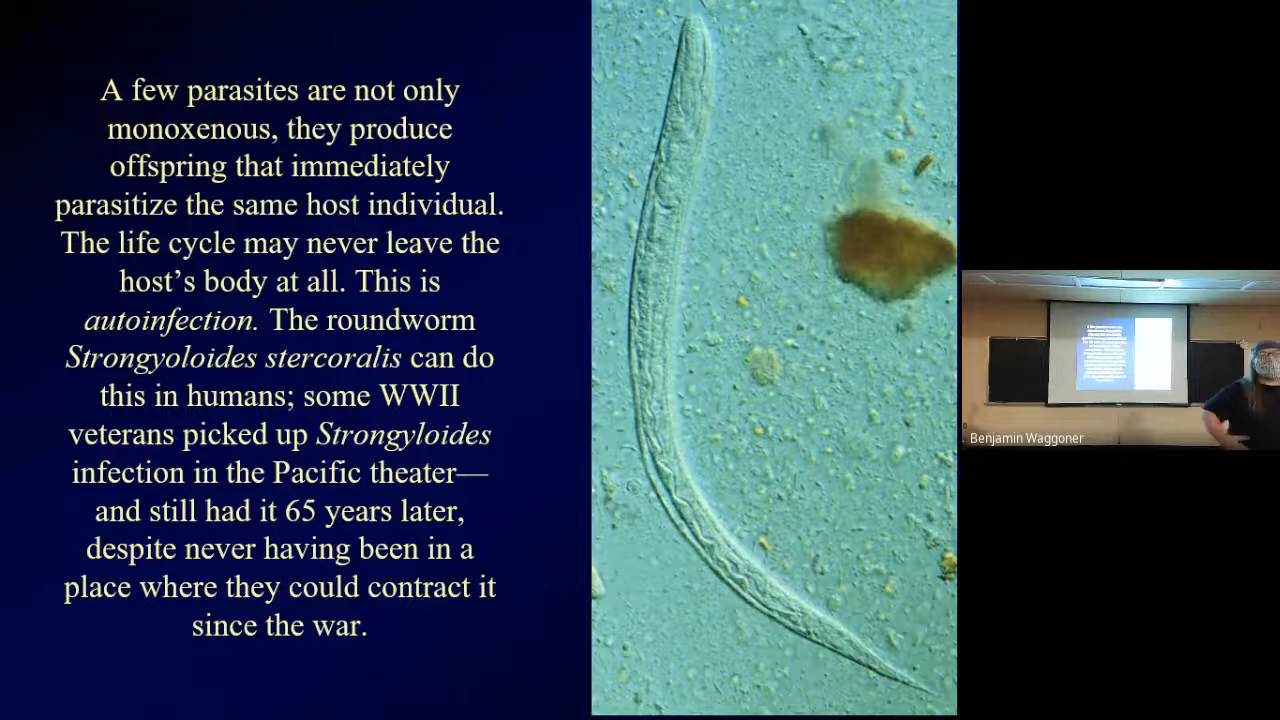 A few parasites are not only
monoxenous, they produce
offspring that immediately
parasitize the same host individual.
The life cycle may never leave the
host’s body at all. This is
autoinfection. The roundworm
Strongyoloides stercoralis can do
this in humans; some WWII
veterans picked up Strongyloides
infection in the Pacific theater—
and still had it 65 years later,
despite never having been in a
place where they could contract it
since the war.
Benjamin Waggoner